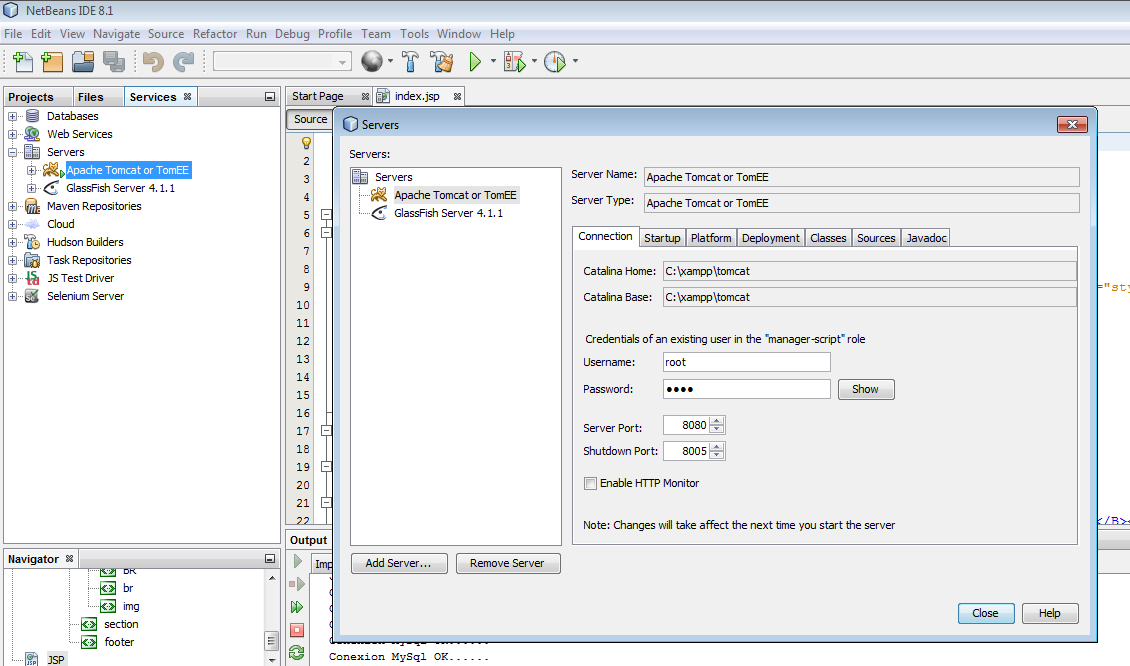 NetBeans IDE 8.1
File Edit View Navigate Source Refactor Run Debug Profile Team Tools Window Help
Projects Files Services
Start Page index.jsp
Databases
Web Services
Servers
Apache Tomcat or TomEE
GlassFish Server 4.1.1
Maven Repositories
Cloud
Hudson Builders
Task Repositories
JS Test Driver
Selenium Server
Source
2
3
4
5
6
7
8
9
10
11
12
13
14
15
16
17
18
19
20
21
22
Servers
Servers:
Servers
Apache Tomcat or TomEE
GlassFish Server 4.1.1
Add Server... Remove Server
Server Name: Apache Tomcat or TomEE
Server Type: Apache Tomcat or TomEE
Connection Startup Platform Deployment Classes Sources Javadoc
Catalina Home: C:\xampp\tomcat
Catalina Base: C:\xampp\tomcat
Credentials of an existing user in the "manager-script" role
Username: root
Password: ●●●● Show
Server Port: 8080
Shutdown Port: 8005
Enable HTTP Monitor
Note: Changes will take affect the next time you start the server
Close Help
="sty
</B><
Navigator
BR
br
img
section
footer
JSP
Output
Imp
Conexion MySql OK......
Conexion MySql OK......